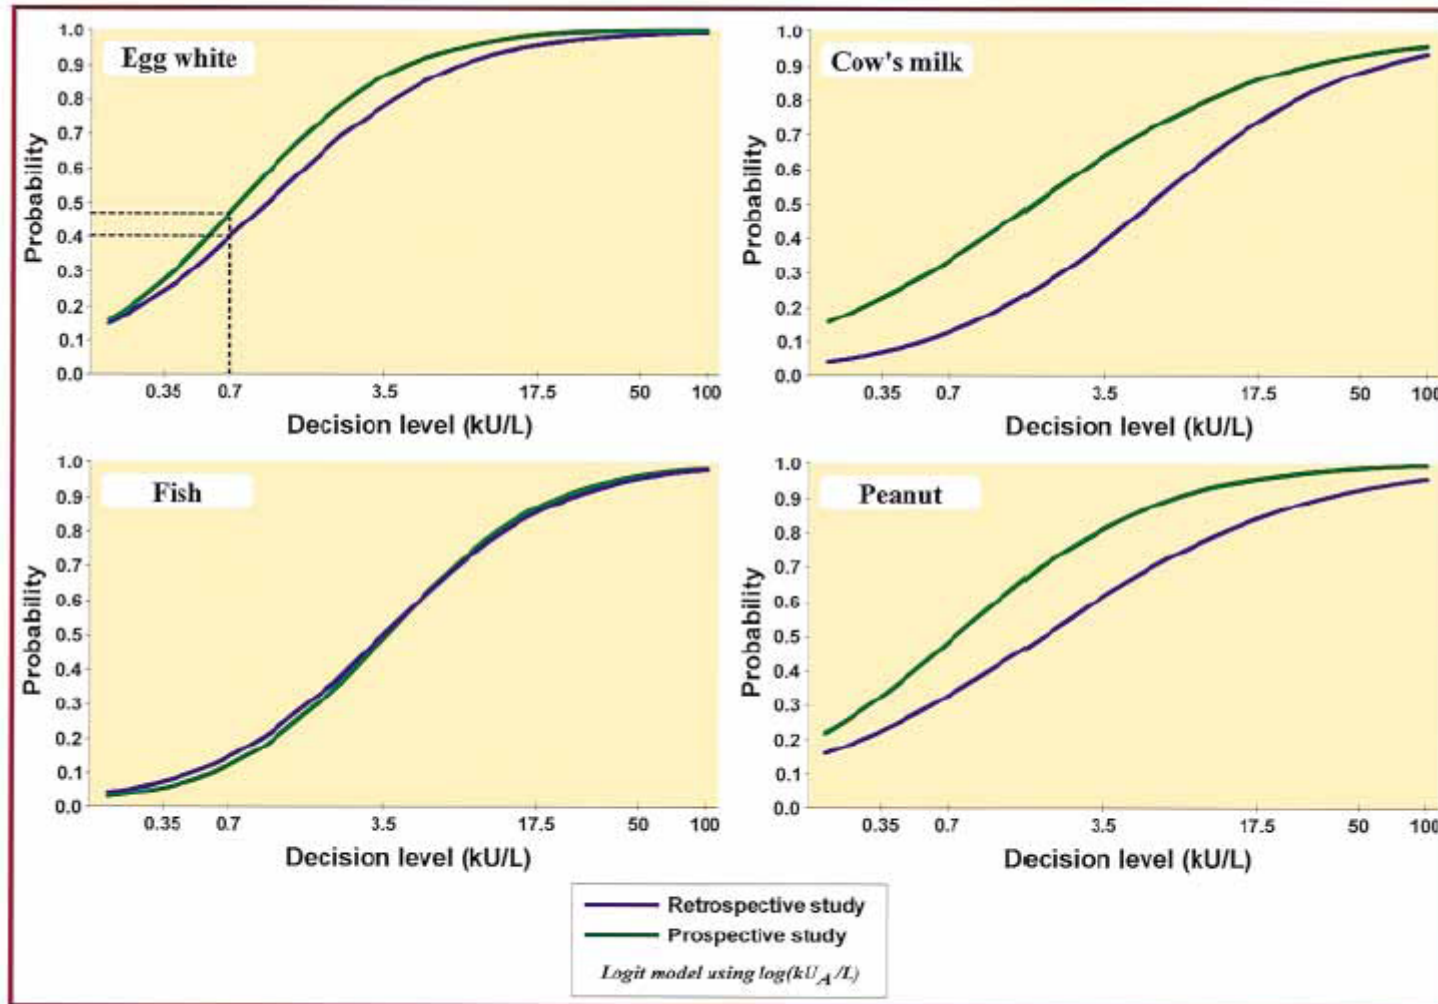 Egg white
Probability
1.0
0.9
0.8
0.7
0.6
0.5
0.4
0.3
0.2
0.1
0.0
0.35 0.7 3.5 17.5 50 100
Decision level (kU/L)
Cow's milk
Probability
1.0
0.9
0.8
0.7
0.6
0.5
0.4
0.3
0.2
0.1
0.0
0.35 0.7 3.5 17.5 50 100
Decision level (kU/L)
Fish
Probability
1.0
0.9
0.8
0.7
0.6
0.5
0.4
0.3
0.2
0.1
0.0
0.35 0.7 3.5 17.5 50 100
Decision level (kU/L)
Peanut
Probability
1.0
0.9
0.8
0.7
0.6
0.5
0.4
0.3
0.2
0.1
0.0
0.35 0.7 3.5 17.5 50 100
Decision level (kU/L)
Retrospective study
Prospective study
Logit model using log(kU_A/L)